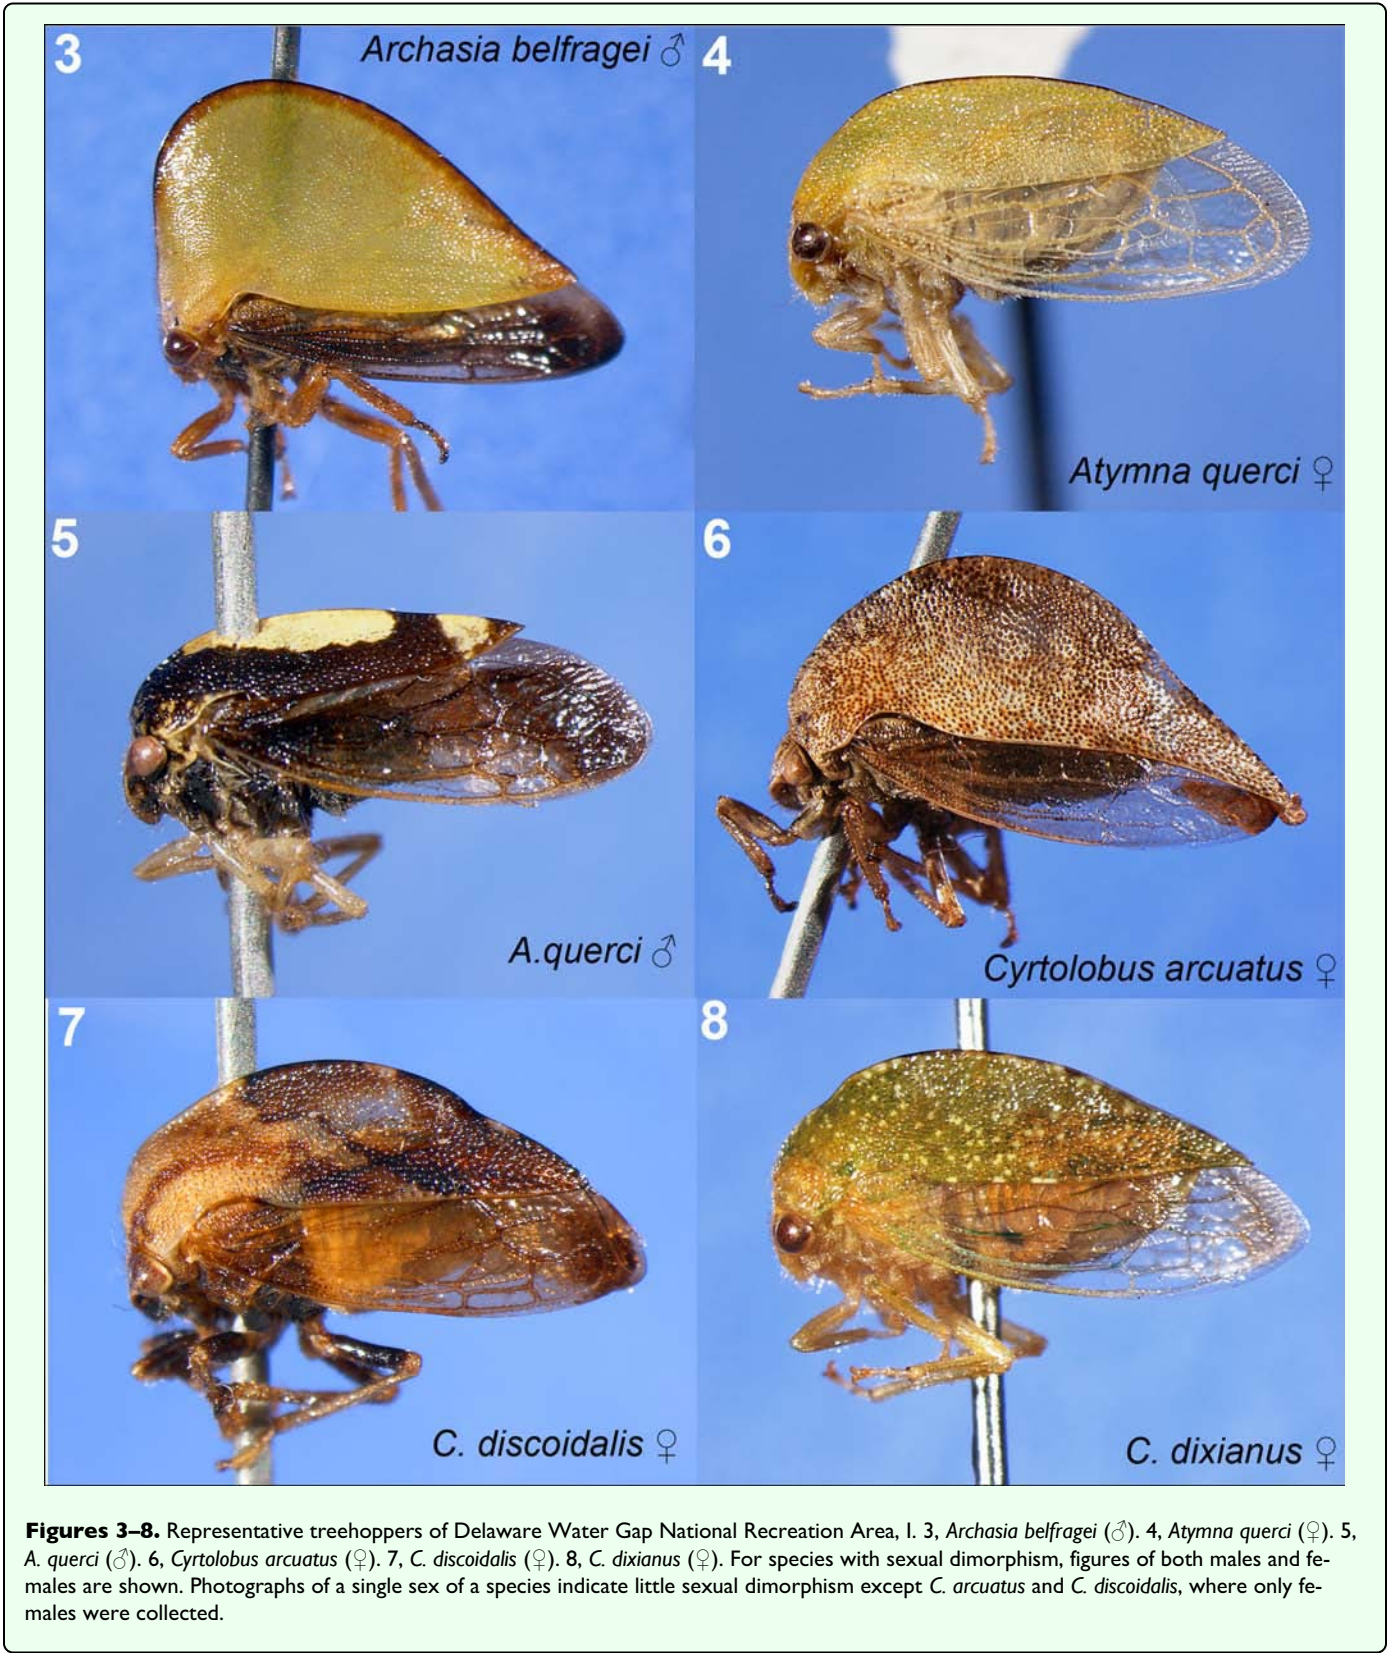 3
Archasia belfragei ♂
4
Atymna querci ♀
5
A.querci ♂
6
Cyrtolobus arcuatus ♀
7
C. discoidalis ♀
8
C. dixianus ♀
Figures 3–8. Representative treehoppers of Delaware Water Gap National Recreation Area, I. 3, Archasia belfragei (♂). 4, Atymna querci (♀). 5,
A. querci (♂). 6, Cyrtolobus arcuatus (♀). 7, C. discoidalis (♀). 8, C. dixianus (♀). For species with sexual dimorphism, figures of both males and fe-
males are shown. Photographs of a single sex of a species indicate little sexual dimorphism except C. arcuatus and C. discoidalis, where only fe-
males were collected.